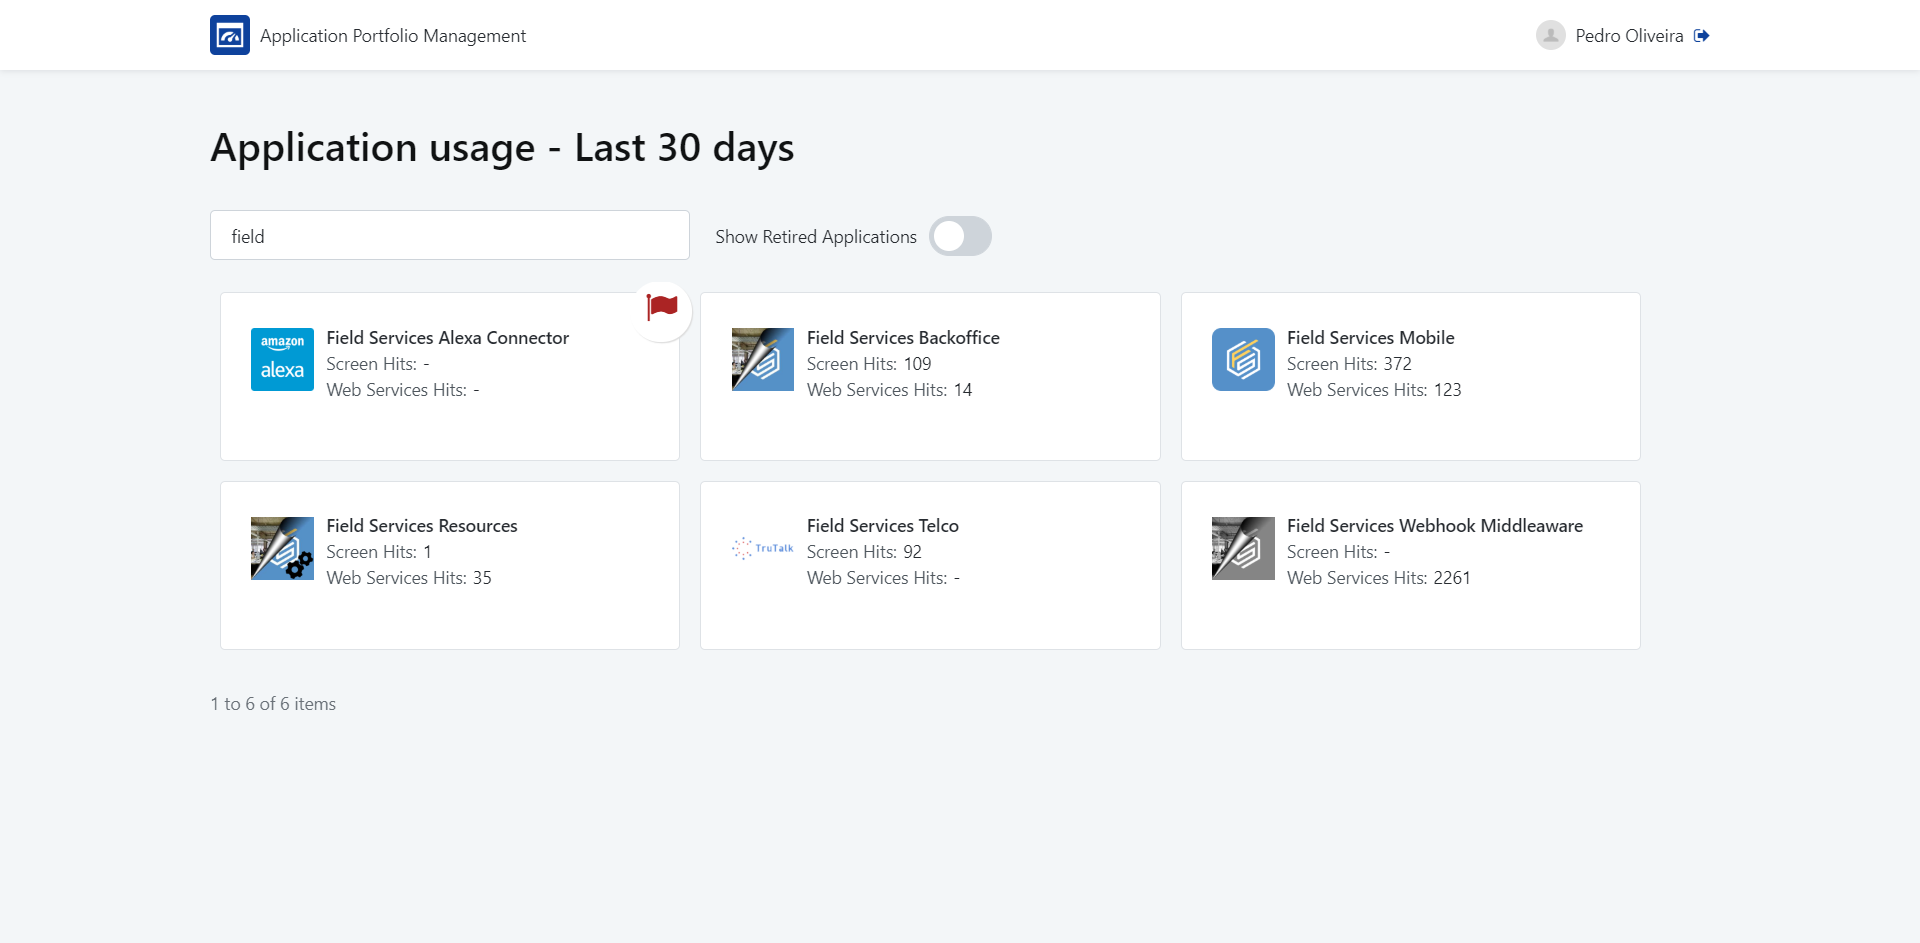 Application Portfolio Management
Pedro Oliveira
Application usage - Last 30 days
field
Show Retired Applications
amazon
alexa
Field Services Alexa Connector
Screen Hits: -
Web Services Hits: -
Field Services Backoffice
Screen Hits: 109
Web Services Hits: 14
Field Services Mobile
Screen Hits: 372
Web Services Hits: 123
Field Services Resources
Screen Hits: 1
Web Services Hits: 35
TruTalk
Field Services Telco
Screen Hits: 92
Web Services Hits: -
Field Services Webhook Middleaware
Screen Hits: -
Web Services Hits: 2261
1 to 6 of 6 items